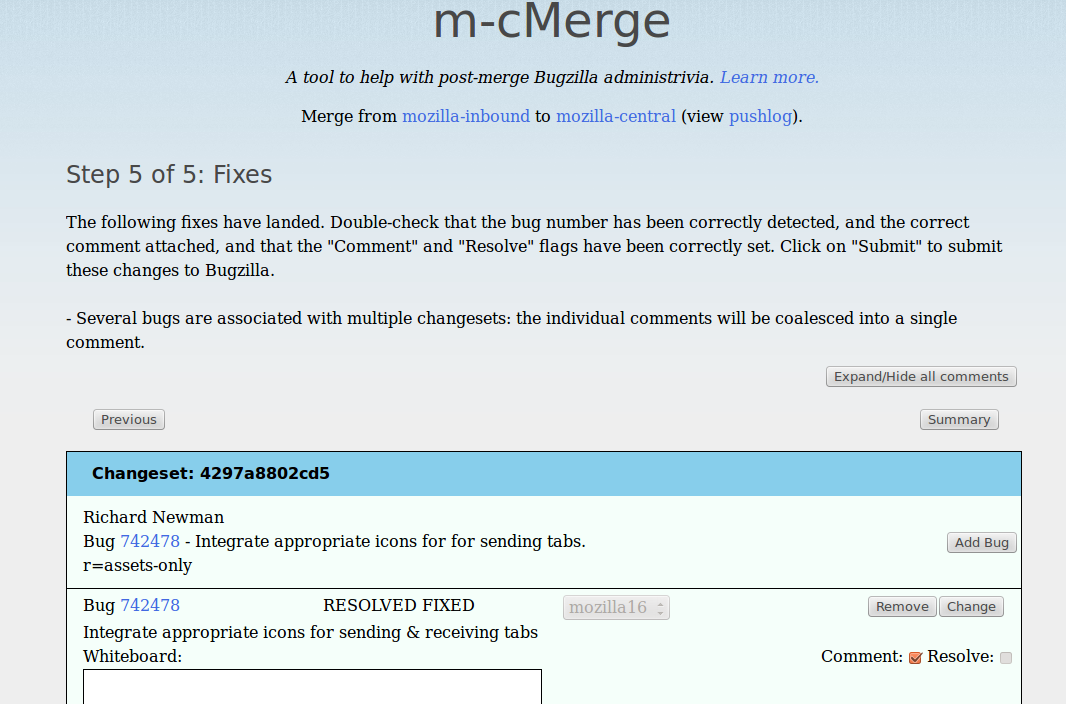 m-cMerge
A tool to help with post-merge Bugzilla administrivia. Learn more.
Merge from mozilla-inbound to mozilla-central (view pushlog).
Step 5 of 5: Fixes
The following fixes have landed. Double-check that the bug number has been correctly detected, and the correct
comment attached, and that the "Comment" and "Resolve" flags have been correctly set. Click on "Submit" to submit
these changes to Bugzilla.
- Several bugs are associated with multiple changesets: the individual comments will be coalesced into a single
comment.
Expand/Hide all comments
Previous Summary
Changeset: 4297a8802cd5
Richard Newman
Bug 742478 - Integrate appropriate icons for for sending tabs. Add Bug
r=assets-only
Bug 742478 RESOLVED FIXED mozilla16 Remove Change
Integrate appropriate icons for sending & receiving tabs
Whiteboard: Comment: Resolve: